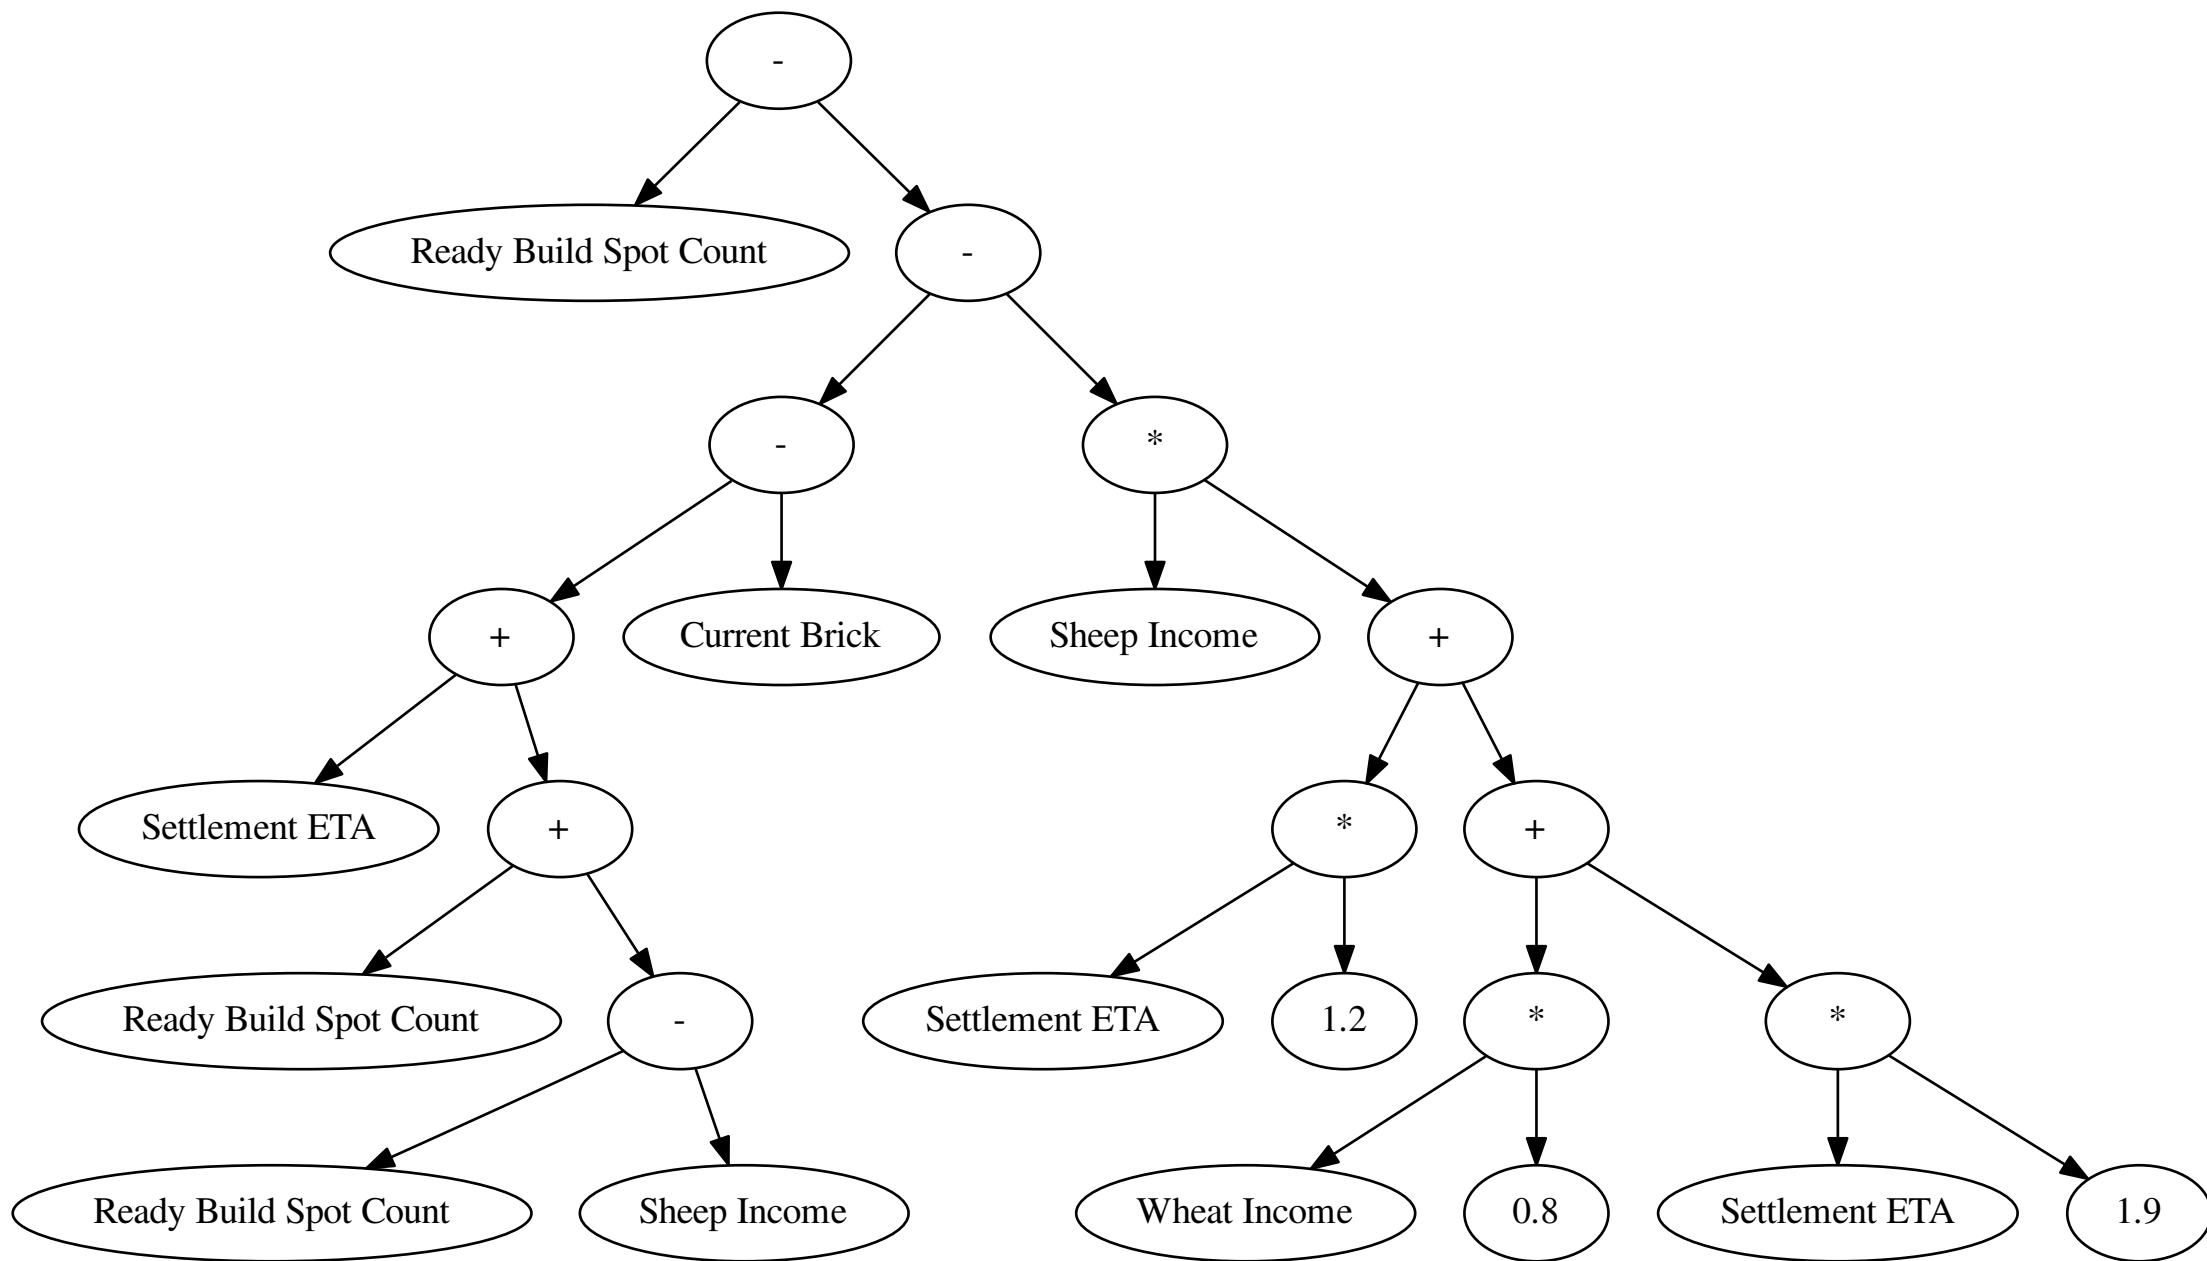 -
Ready Build Spot Count
-
-
*
+
Current Brick
Sheep Income
+
Settlement ETA
+
*
+
Ready Build Spot Count
-
Settlement ETA
1.2
*
*
Ready Build Spot Count
Sheep Income
Wheat Income
0.8
Settlement ETA
1.9